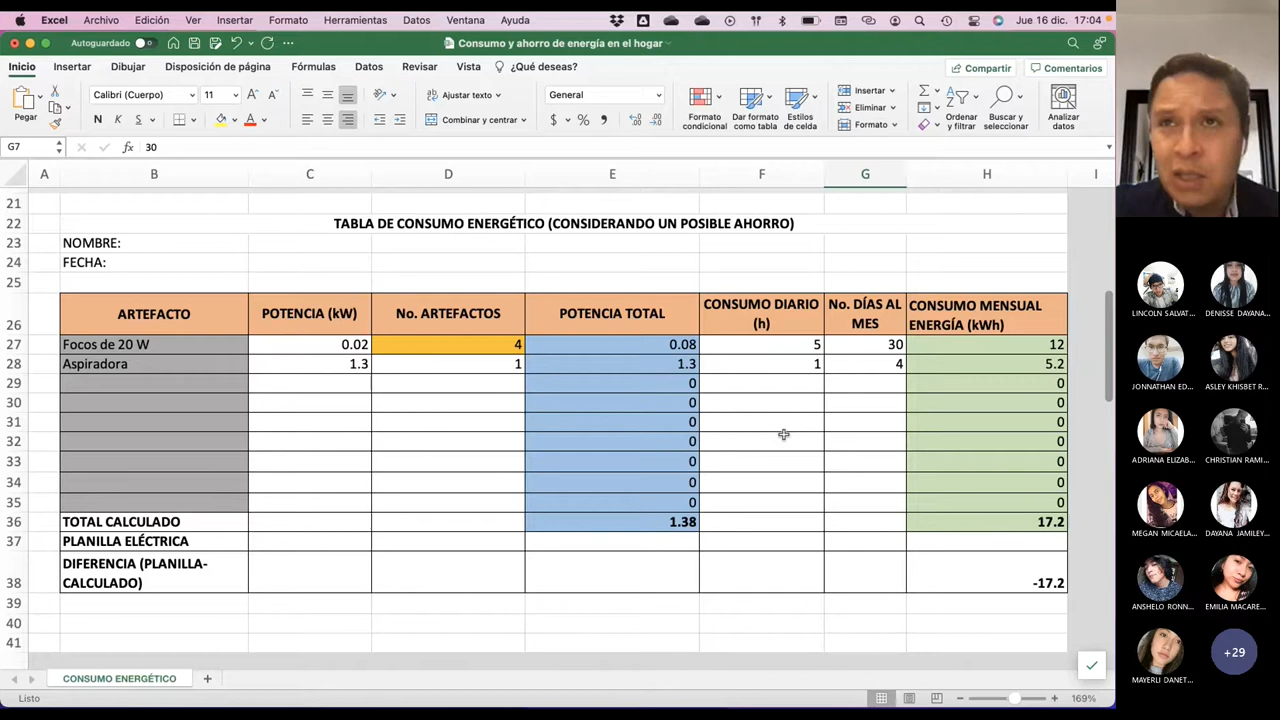 Excel Archivo Edición Ver Insertar Formato Herramientas Datos Ventana Ayuda Jue 16 dic. 17:04
Autoguardado Consumo y ahorro de energía en el hogar
Inicio Insertar Dibujar Disposición de página Fórmulas Datos Revisar Vista ¿Qué deseas? Compartir Comentarios
Pegar
Calibri (Cuerpo) 11
N K S
Ajustar texto
Combinar y centrar
General
$ % 000
Formato condicional
Dar formato como tabla
Estilos de celda
Insertar
Eliminar
Formato
Ordenar y filtrar
Buscar y seleccionar
Analizar datos
G7 fx 30
A B C D E F G H I
21
22 TABLA DE CONSUMO ENERGÉTICO (CONSIDERANDO UN POSIBLE AHORRO)
23 NOMBRE:
24 FECHA:
25
26 ARTEFACTO POTENCIA (kW) No. ARTEFACTOS POTENCIA TOTAL CONSUMO DIARIO (h) No. DÍAS AL MES CONSUMO MENSUAL ENERGÍA (kWh)
27 Focos de 20 W 0.02 4 0.08 5 30 12
28 Aspiradora 1.3 1 1.3 1 4 5.2
29 0 0
30 0 0
31 0 0
32 0 0
33 0 0
34 0 0
35 0 0
36 TOTAL CALCULADO 1.38 17.2
37 PLANILLA ELÉCTRICA
38 DIFERENCIA (PLANILLA-CALCULADO) -17.2
39
40
41
CONSUMO ENERGÉTICO +
Listo 169%
LINCOLN SALVAT... DENISSE DAYANA...
JONNATHAN ED... ASLEY KHISBET R...
ADRIANA ELIZAB... CHRISTIAN RAMI...
MEGAN MICAELA... DAYANA JAMILEY...
ANSHELO RONN... EMILIA MACARE...
MAYERLI DANET... +29